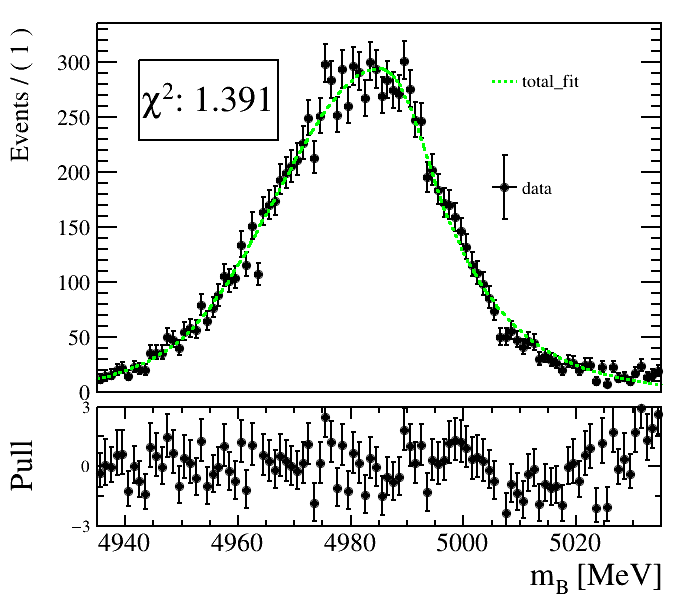 Events / ( 1 )
300
250
200
150
100
50
0
χ²: 1.391
total_fit
data
Pull
3
0
−3
4940 4960 4980 5000 5020
m_B [MeV]